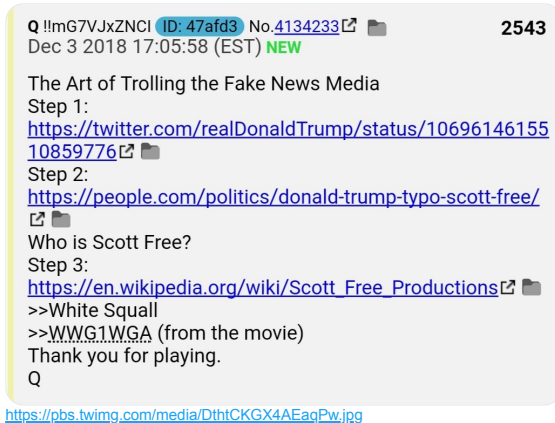 Q !!mG7VJxZNCI ID: 47afd3 No.4134233 2543
Dec 3 2018 17:05:58 (EST) NEW
The Art of Trolling the Fake News Media
Step 1:
https://twitter.com/realDonaldTrump/status/10696146155
10859776
Step 2:
https://people.com/politics/donald-trump-typo-scott-free/
Who is Scott Free?
Step 3:
https://en.wikipedia.org/wiki/Scott_Free_Productions
>>White Squall
>>WWG1WGA (from the movie)
Thank you for playing.
Q
https://pbs.twimg.com/media/DthtCKGX4AEaqPw.jpg